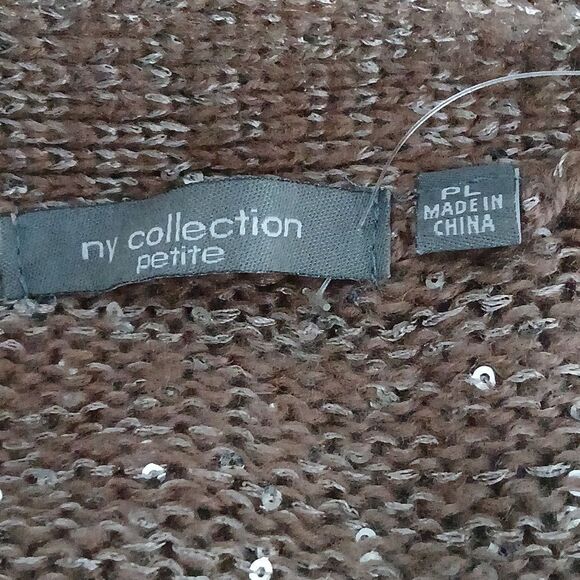 ny collection
petite
PL
MADE IN
CHINA